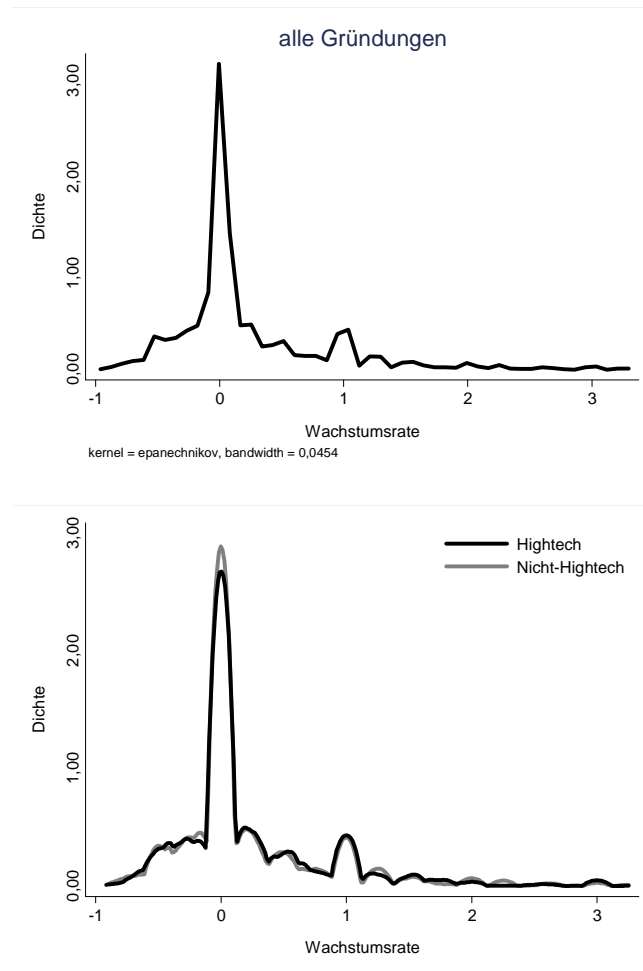 alle Gründungen
3,00
2,00
1,00
0,00
Dichte
-1 0 1 2 3
Wachstumsrate
kernel = epanechnikov, bandwidth = 0,0454
Hightech
Nicht-Hightech
3,00
2,00
1,00
0,00
Dichte
-1 0 1 2 3
Wachstumsrate